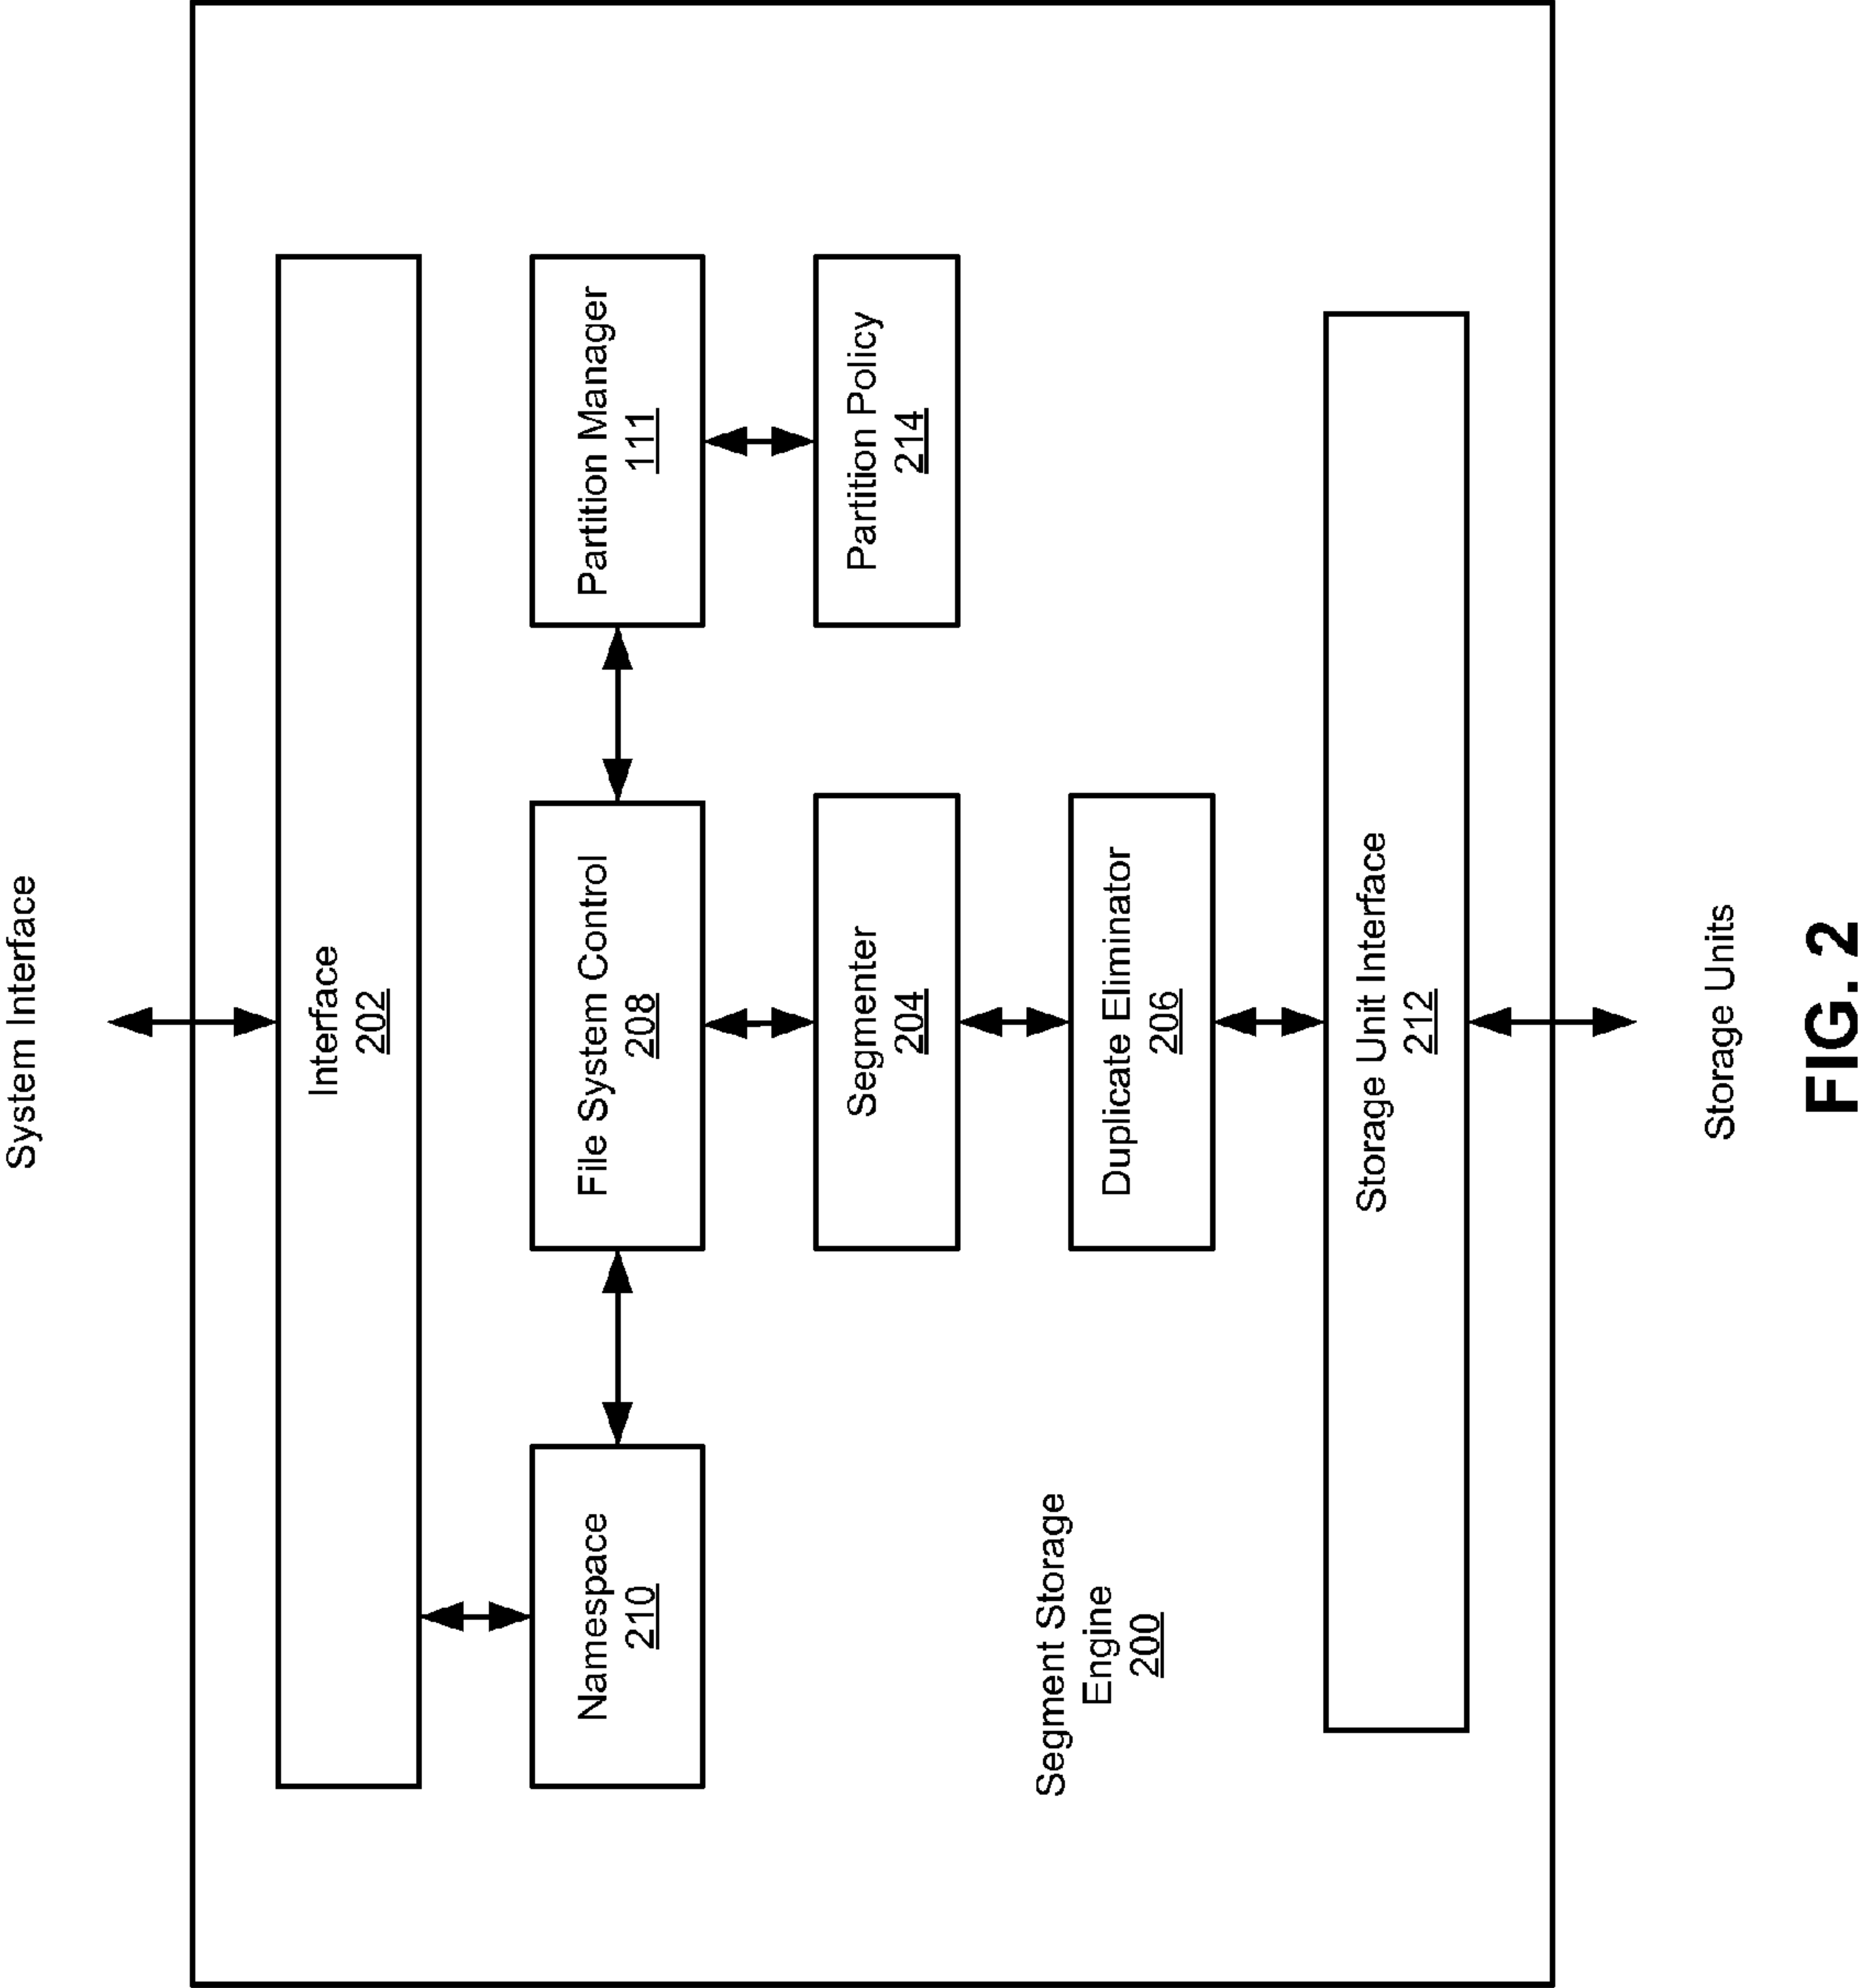 System Interface
Interface
202
Namespace
210
File System Control
208
Partition Manager
111
Segmenter
204
Partition Policy
214
Segment Storage
Engine
200
Duplicate Eliminator
206
Storage Unit Interface
212
Storage Units
FIG. 2